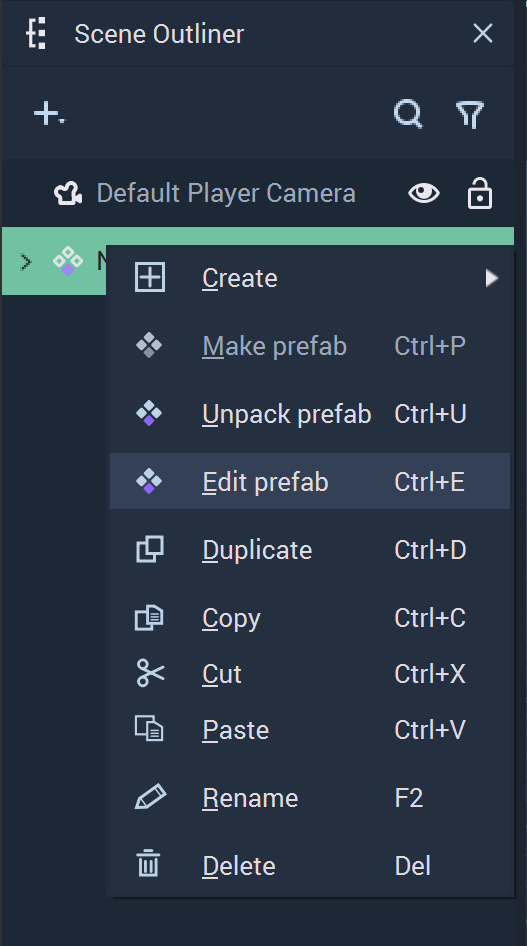 Scene Outliner
Default Player Camera
Create
Make prefab Ctrl+P
Unpack prefab Ctrl+U
Edit prefab Ctrl+E
Duplicate Ctrl+D
Copy Ctrl+C
Cut Ctrl+X
Paste Ctrl+V
Rename F2
Delete Del